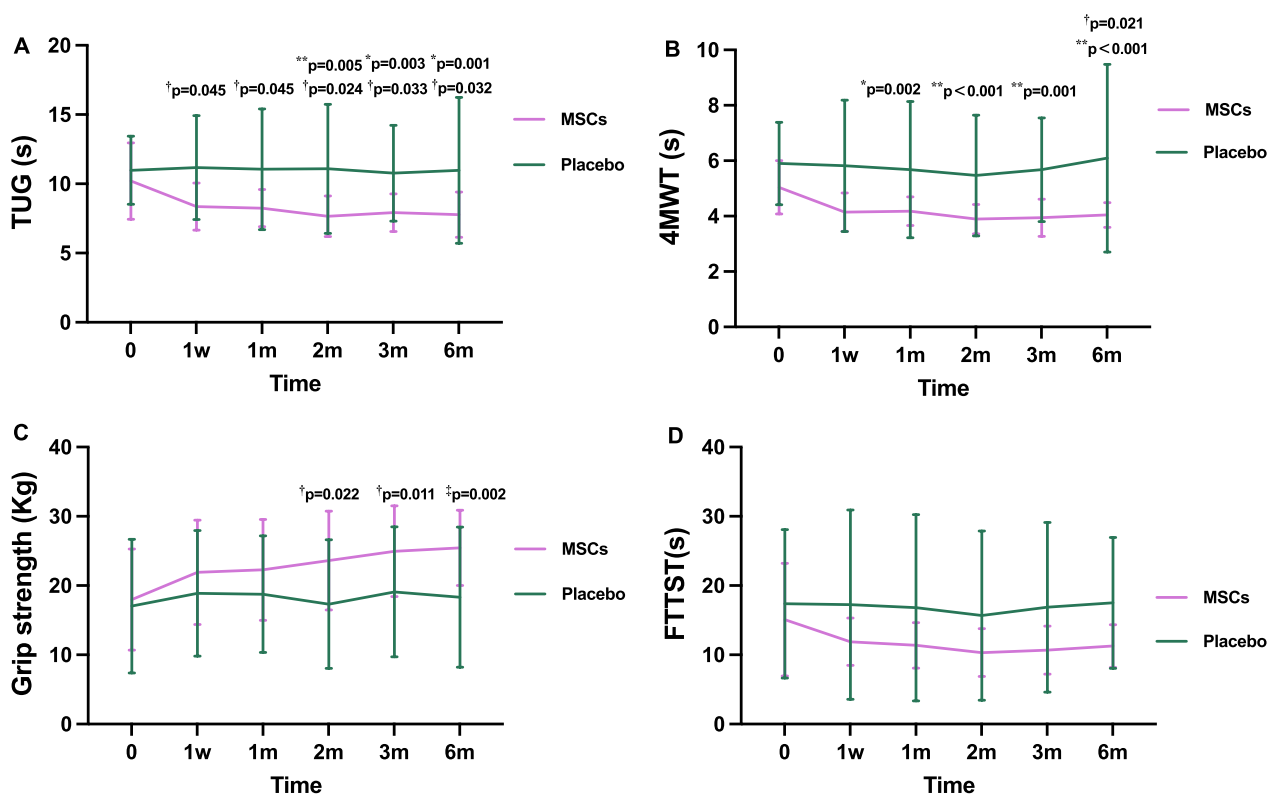 A
TUG (s)
20
15
10
5
0
**p=0.005 *p=0.003 *p=0.001
†p=0.045 †p=0.045 †p=0.024 †p=0.033 †p=0.032
0 1w 1m 2m 3m 6m
Time
MSCs
Placebo
B
4MWT (s)
10
8
6
4
2
0
†p=0.021
**p<0.001
*p=0.002 **p<0.001 **p=0.001
0 1w 1m 2m 3m 6m
Time
MSCs
Placebo
C
Grip strength (Kg)
40
30
20
10
0
†p=0.022 †p=0.011 ‡p=0.002
0 1w 1m 2m 3m 6m
Time
MSCs
Placebo
D
FTTST(s)
40
30
20
10
0
0 1w 1m 2m 3m 6m
Time
MSCs
Placebo